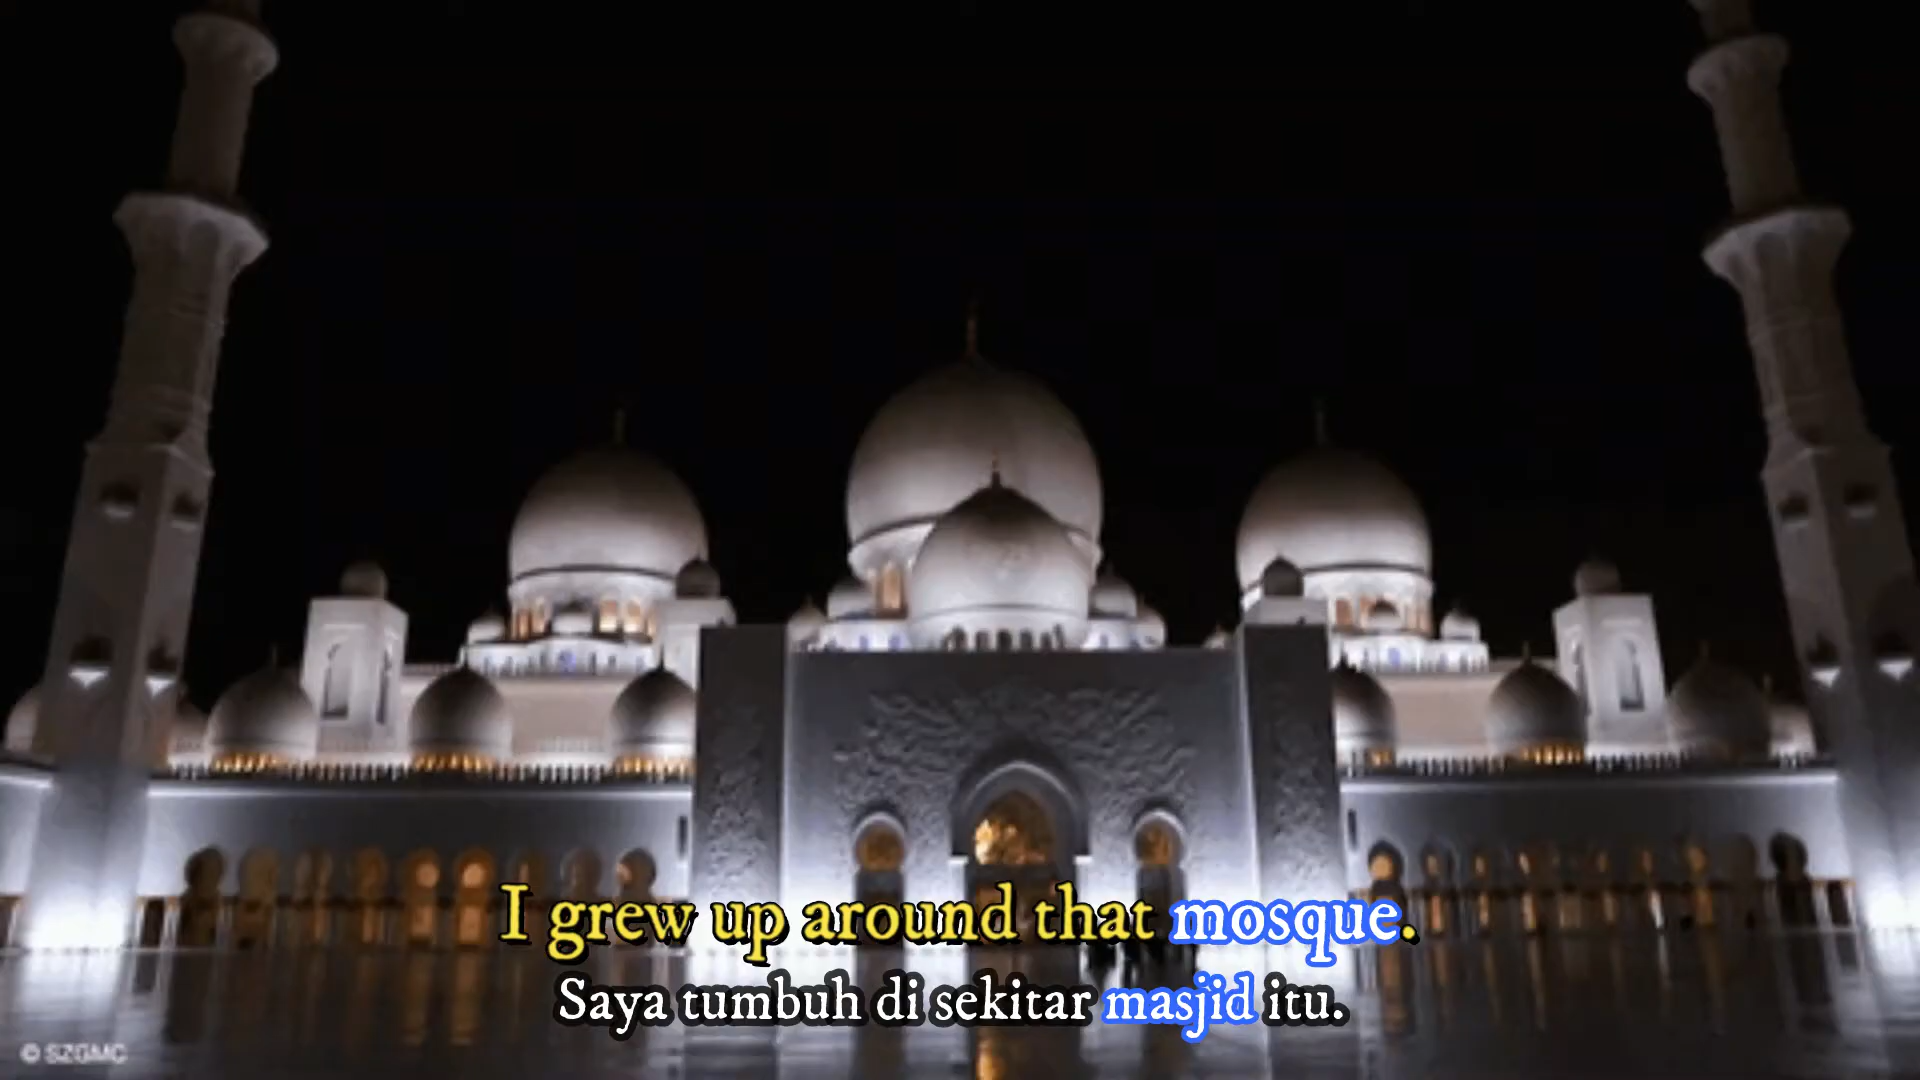 I grew up around that mosque.
Saya tumbuh di sekitar masjid itu.
© SZGMC